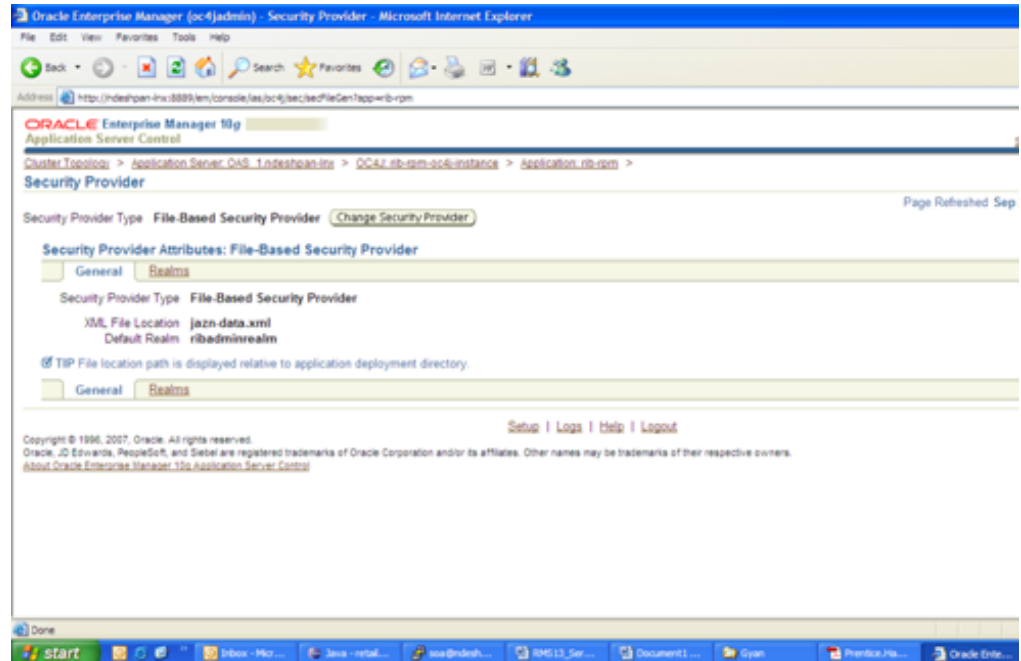 Oracle Enterprise Manager (oc4jadmin) - Security Provider - Microsoft Internet Explorer
File Edit View Favorites Tools Help
Back Search Favorites
Address http://ndeshpan-lnx:8889/em/console/ias/oc4j/sec/secFileGen?app=rib-rpm
ORACLE Enterprise Manager 10g
Application Server Control
Cluster Topology > Application Server: OAS_1.ndeshpan-lnx > OC4J: rib-rpm-oc4j-instance > Application: rib-rpm >
Security Provider
Page Refreshed Sep
Security Provider Type File-Based Security Provider Change Security Provider
Security Provider Attributes: File-Based Security Provider
General Realms
Security Provider Type File-Based Security Provider
XML File Location jazn-data.xml
Default Realm ribadminrealm
TIP File location path is displayed relative to application deployment directory.
General Realms
Setup | Logs | Help | Logout
Copyright © 1996, 2007, Oracle. All rights reserved.
Oracle, JD Edwards, PeopleSoft, and Siebel are registered trademarks of Oracle Corporation and/or its affiliates. Other names may be trademarks of their respective owners.
About Oracle Enterprise Manager 10g Application Server Control
Done
start Inbox - Micr... Java - retail... soa@ndesh... RMS13_Ser... Document1 ... Gyan Prentice.Ha... Oracle Ente...